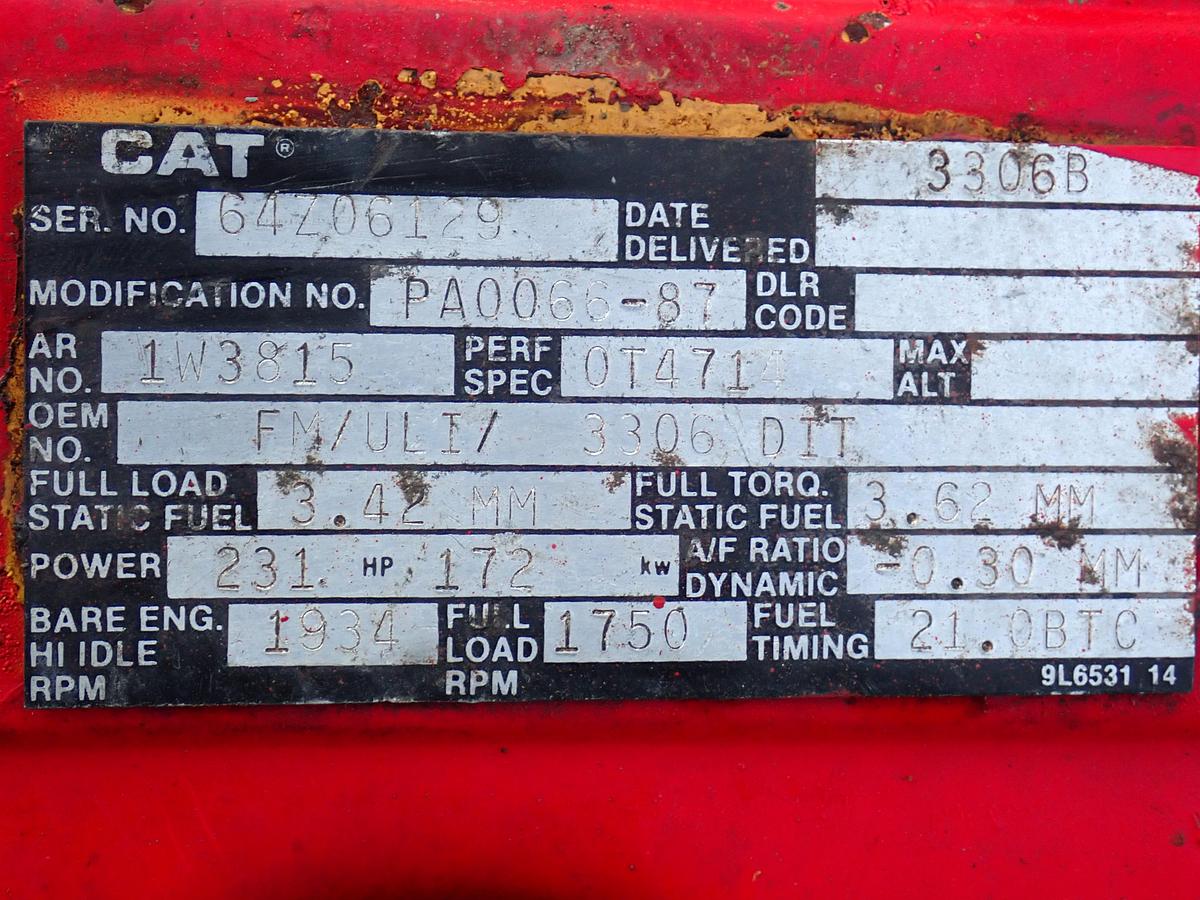 CAT® 3306B
SER. NO. 64Z06129 DATE DELIVERED
MODIFICATION NO. PA0066-87 DLR CODE
AR NO. 1W3815 PERF SPEC 0T4714 MAX ALT
OEM NO. FM/ULI/ 3306 DIT
FULL LOAD STATIC FUEL 3.42 MM FULL TORQ. STATIC FUEL 3.62 MM
POWER 231 HP 172 kw A/F RATIO DYNAMIC -0.30 MM
BARE ENG. HI IDLE RPM 1934 FULL LOAD RPM 1750 FUEL TIMING 21.0BTC
9L6531 14